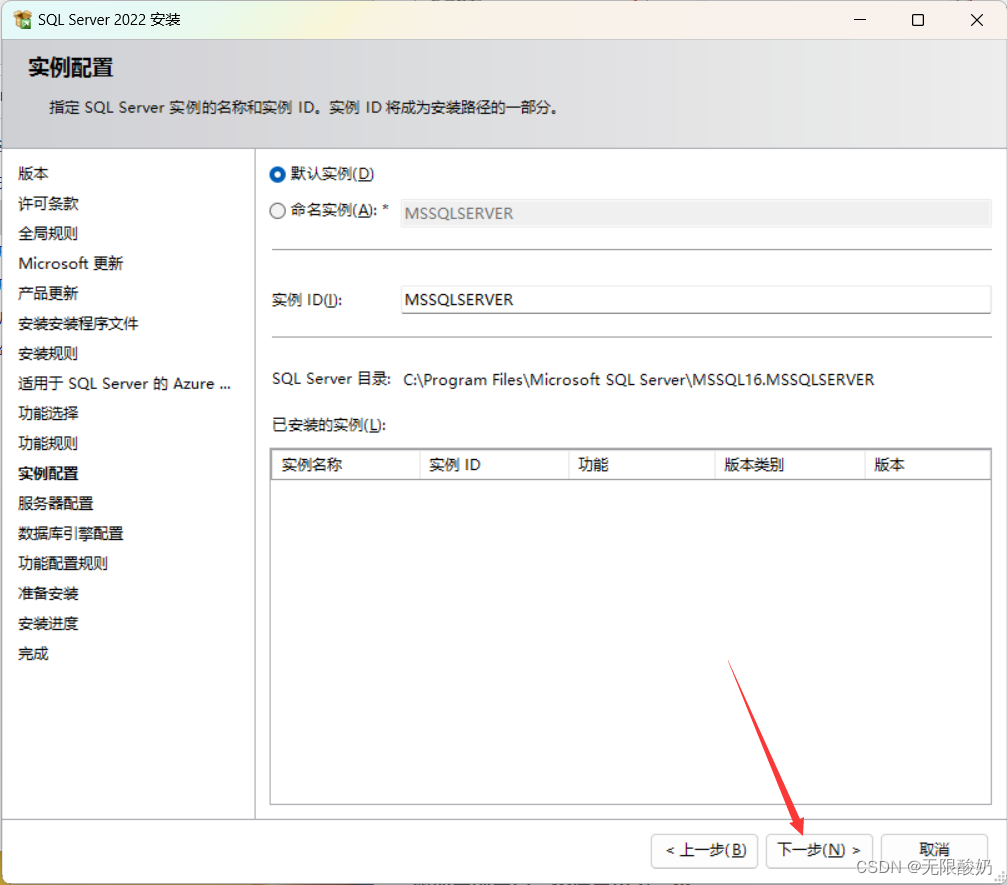 SQL Server 2022 安装
实例配置
指定 SQL Server 实例的名称和实例 ID。实例 ID 将成为安装路径的一部分。
版本
许可条款
全局规则
Microsoft 更新
产品更新
安装安装程序文件
安装规则
适用于 SQL Server 的 Azure ...
功能选择
功能规则
实例配置
服务器配置
数据库引擎配置
功能配置规则
准备安装
安装进度
完成
默认实例(D)
命名实例(A): * MSSQLSERVER
实例 ID(I): MSSQLSERVER
SQL Server 目录: C:\Program Files\Microsoft SQL Server\MSSQL16.MSSQLSERVER
已安装的实例(L):
实例名称 实例 ID 功能 版本类别 版本
< 上一步(B) 下一步(N) > 取消
CSDN @无限酸奶